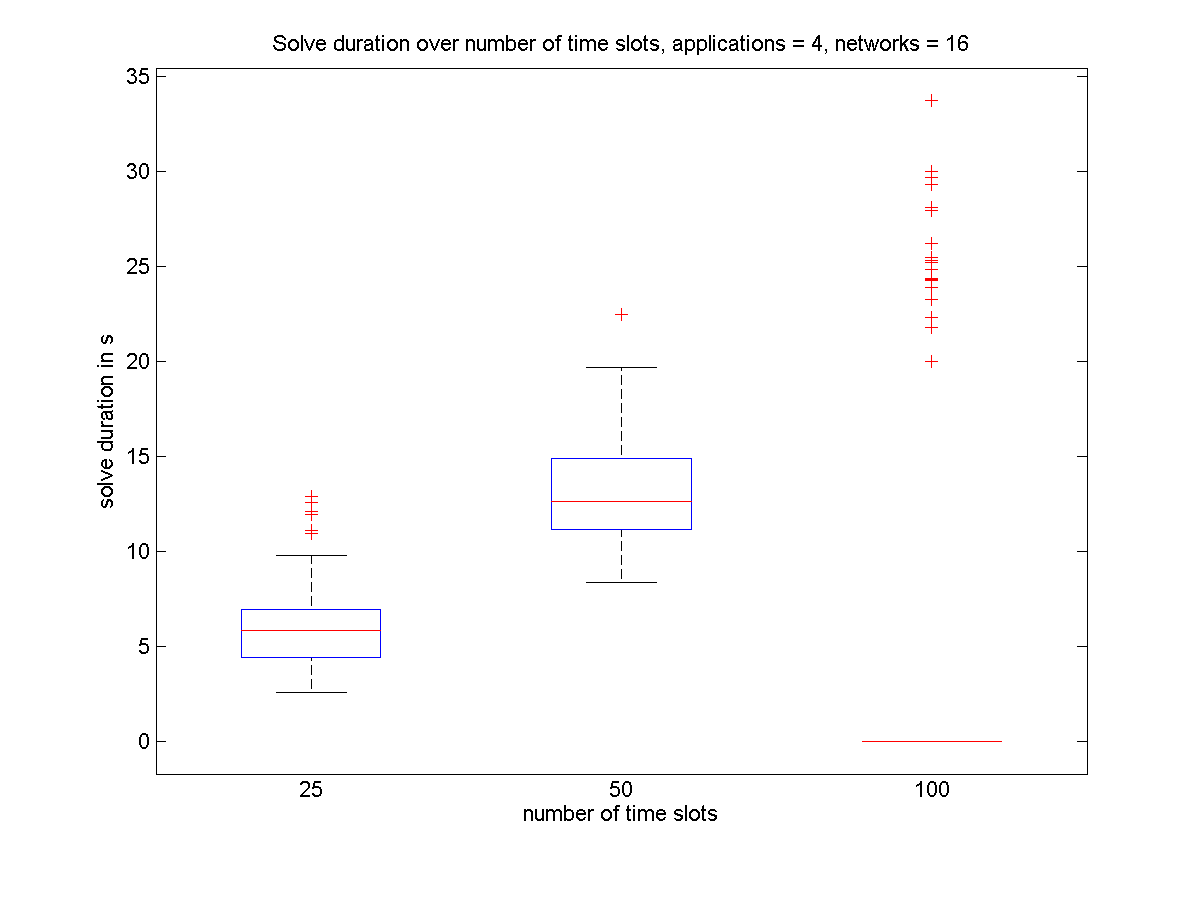 Solve duration over number of time slots, applications = 4, networks = 16
35
30
25
20
15
10
5
0
solve duration in s
25 50 100
number of time slots